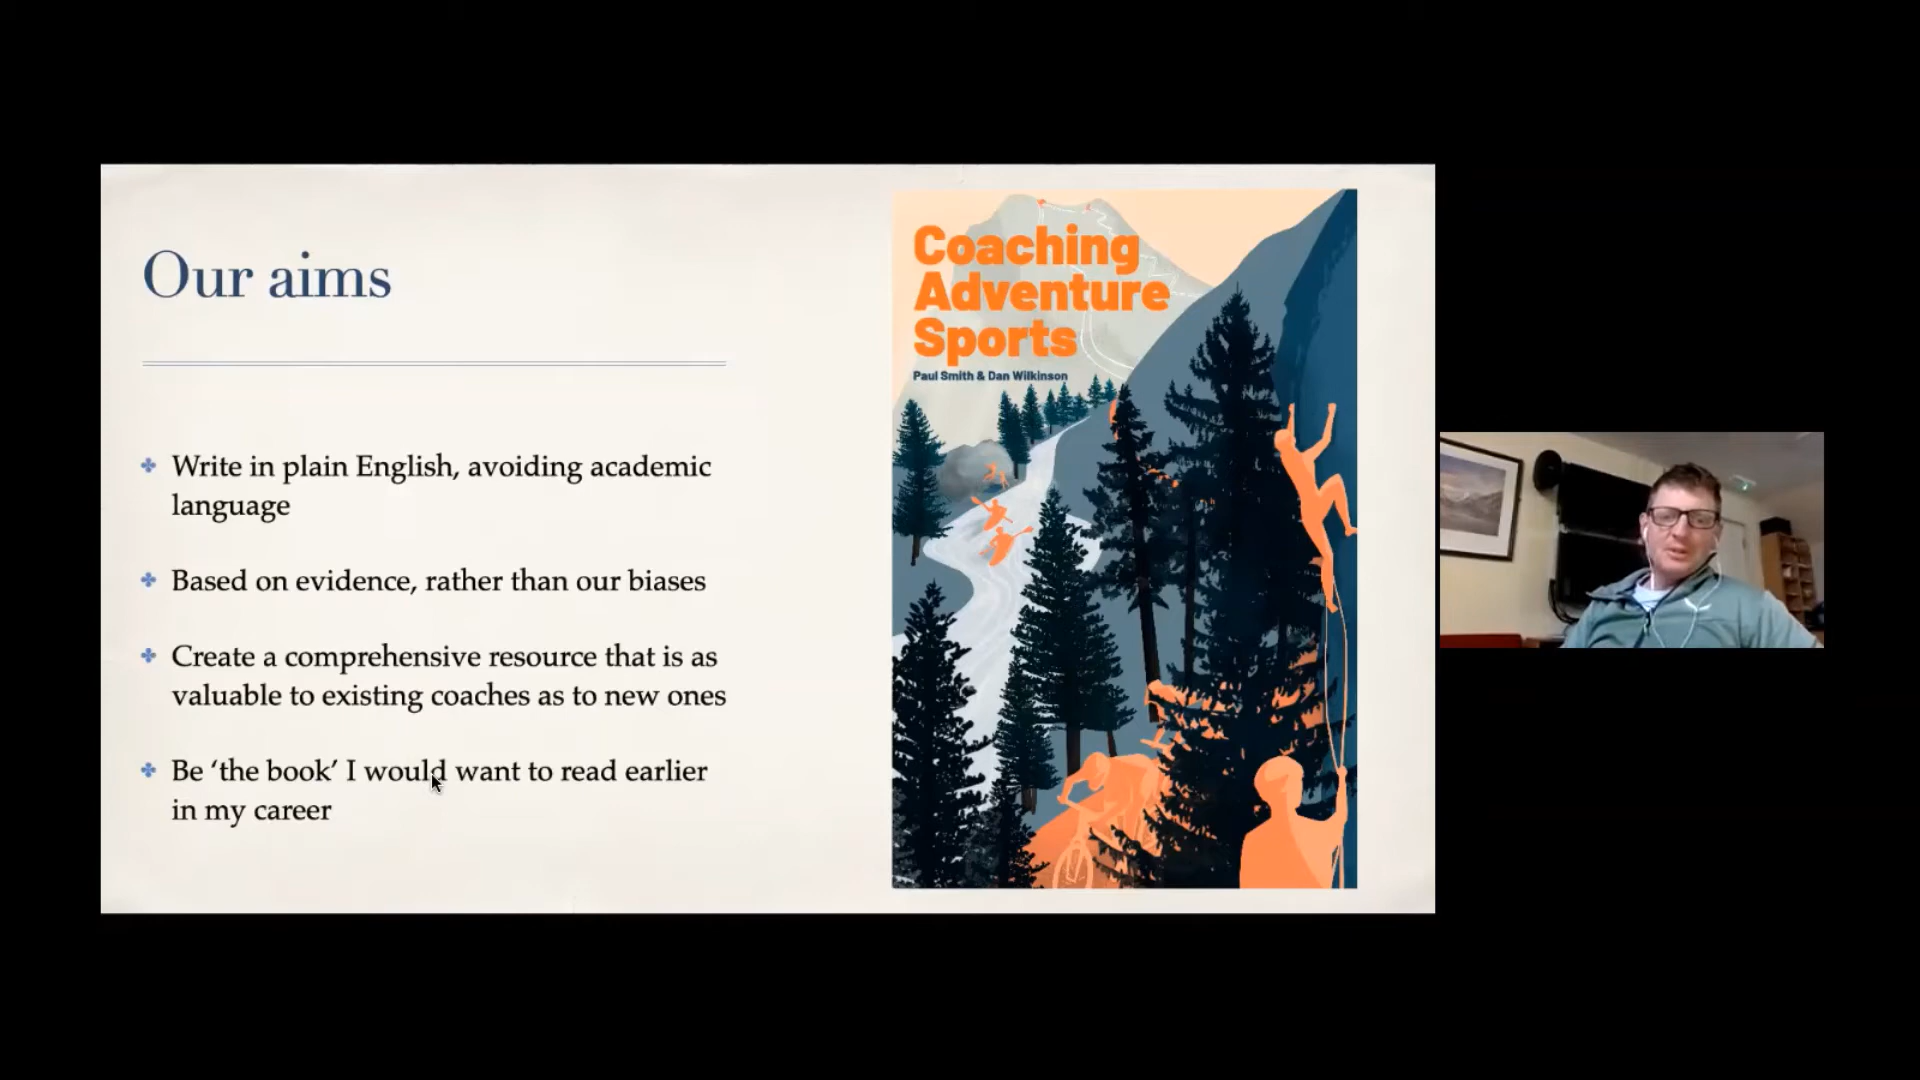 Our aims
Write in plain English, avoiding academic
language
Based on evidence, rather than our biases
Create a comprehensive resource that is as
valuable to existing coaches as to new ones
Be ‘the book’ I would want to read earlier
in my career
Coaching
Adventure
Sports
Paul Smith & Dan Wilkinson